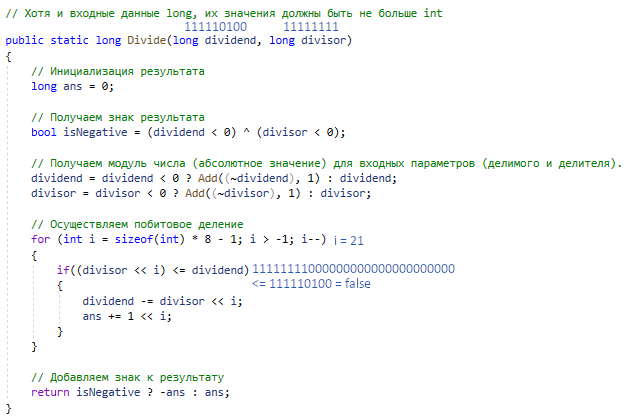 // Хотя и входные данные long, их значения должны быть не больше int
111110100 11111111
public static long Divide(long dividend, long divisor)
{
// Инициализация результата
long ans = 0;
// Получаем знак результата
bool isNegative = (dividend < 0) ^ (divisor < 0);
// Получаем модуль числа (абсолютное значение) для входных параметров (делимого и делителя).
dividend = dividend < 0 ? Add((~dividend), 1) : dividend;
divisor = divisor < 0 ? Add((~divisor), 1) : divisor;
// Осуществляем побитовое деление
for (int i = sizeof(int) * 8 - 1; i > -1; i--) i = 21
{
if((divisor << i) <= dividend) 11111111000000000000000000000
{ <= 111110100 = false
dividend -= divisor << i;
ans += 1 << i;
}
}
// Добавляем знак к результату
return isNegative ? -ans : ans;
}